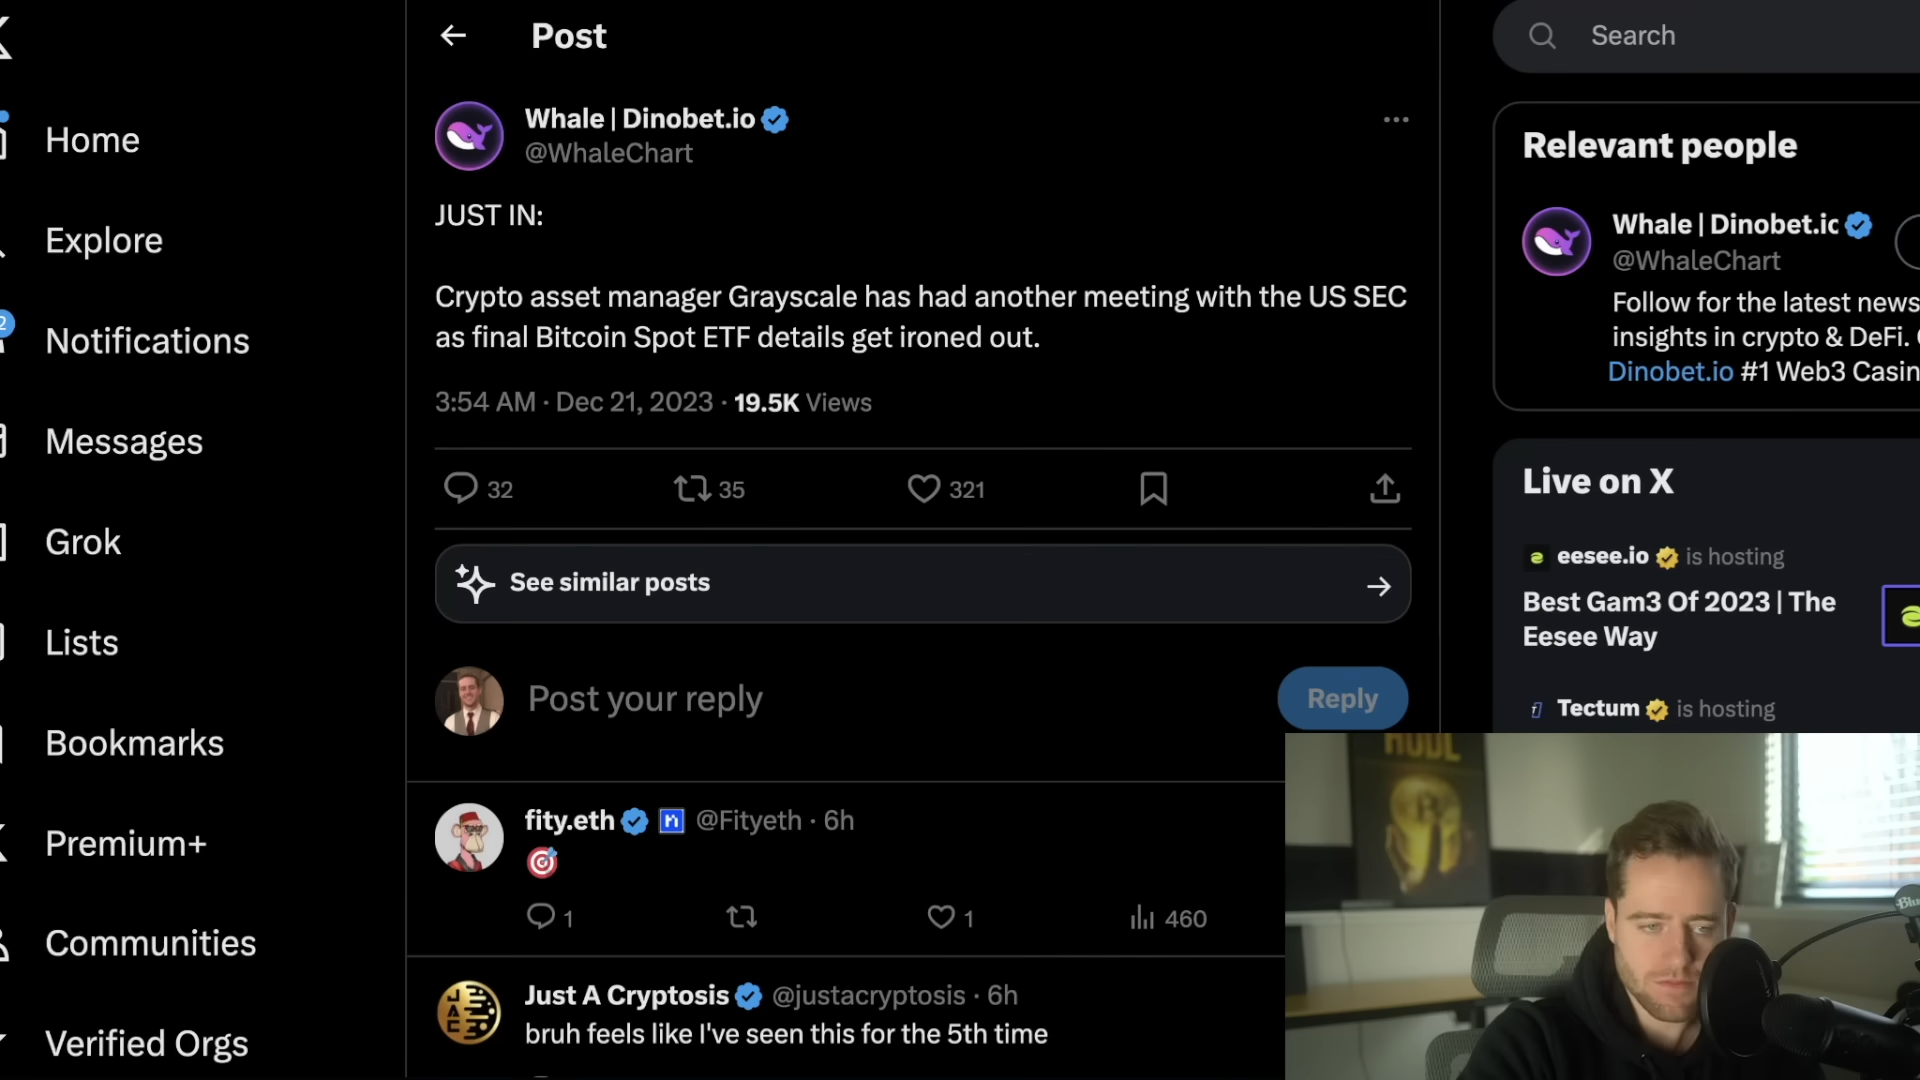 Home
Explore
2
Notifications
Messages
Grok
Lists
Bookmarks
Premium+
Communities
Verified Orgs
Post
Whale | Dinobet.io
@WhaleChart
JUST IN:
Crypto asset manager Grayscale has had another meeting with the US SEC
as final Bitcoin Spot ETF details get ironed out.
3:54 AM · Dec 21, 2023 · 19.5K Views
32 35 321
See similar posts
Post your reply
Reply
fity.eth @Fityeth · 6h
1 1 460
Just A Cryptosis @justacryptosis · 6h
bruh feels like I've seen this for the 5th time
JAC
Search
Relevant people
Whale | Dinobet.io
@WhaleChart
Follow for the latest news
insights in crypto & DeFi.
Dinobet.io #1 Web3 Casin
Live on X
eesee.io is hosting
Best Gam3 Of 2023 | The
Eesee Way
Tectum is hosting
HODL
Blu